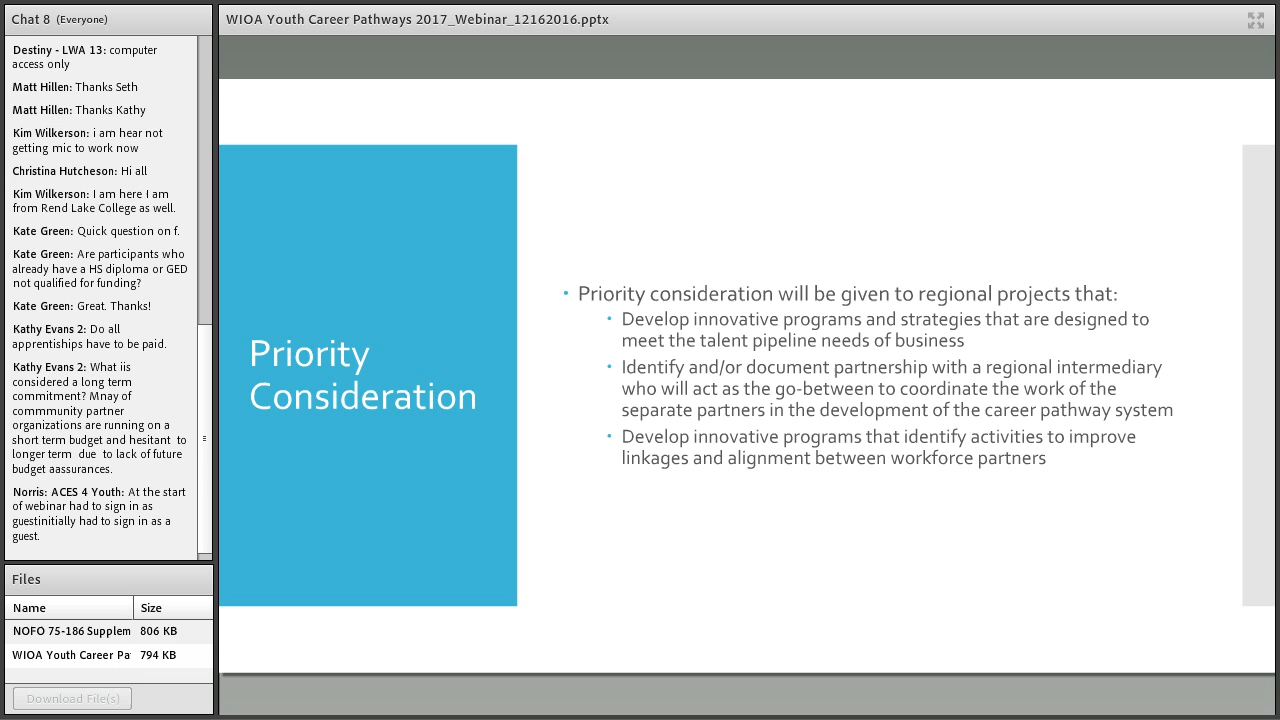 Chat 8 (Everyone)
Destiny - LWA 13: computer
access only
Matt Hillen: Thanks Seth
Matt Hillen: Thanks Kathy
Kim Wilkerson: i am hear not
getting mic to work now
Christina Hutcheson: Hi all
Kim Wilkerson: I am here I am
from Rend Lake College as well.
Kate Green: Quick question on f.
Kate Green: Are participants who
already have a HS diploma or GED
not qualified for funding?
Kate Green: Great. Thanks!
Kathy Evans 2: Do all
apprentiships have to be paid.
Kathy Evans 2: What iis
considered a long term
commitment? Mnay of
commmunity partner
organizations are running on a
short term budget and hesitant to
longer term due to lack of future
budget aassurances.
Norris: ACES 4 Youth: At the start
of webinar had to sign in as
guestinitially had to sign in as a
guest.
Files
Name Size
NOFO 75-186 Supplem 806 KB
WIOA Youth Career Pa 794 KB
Download File(s)
WIOA Youth Career Pathways 2017_Webinar_12162016.pptx
Priority
Consideration
• Priority consideration will be given to regional projects that:
• Develop innovative programs and strategies that are designed to
meet the talent pipeline needs of business
• Identify and/or document partnership with a regional intermediary
who will act as the go-between to coordinate the work of the
separate partners in the development of the career pathway system
• Develop innovative programs that identify activities to improve
linkages and alignment between workforce partners